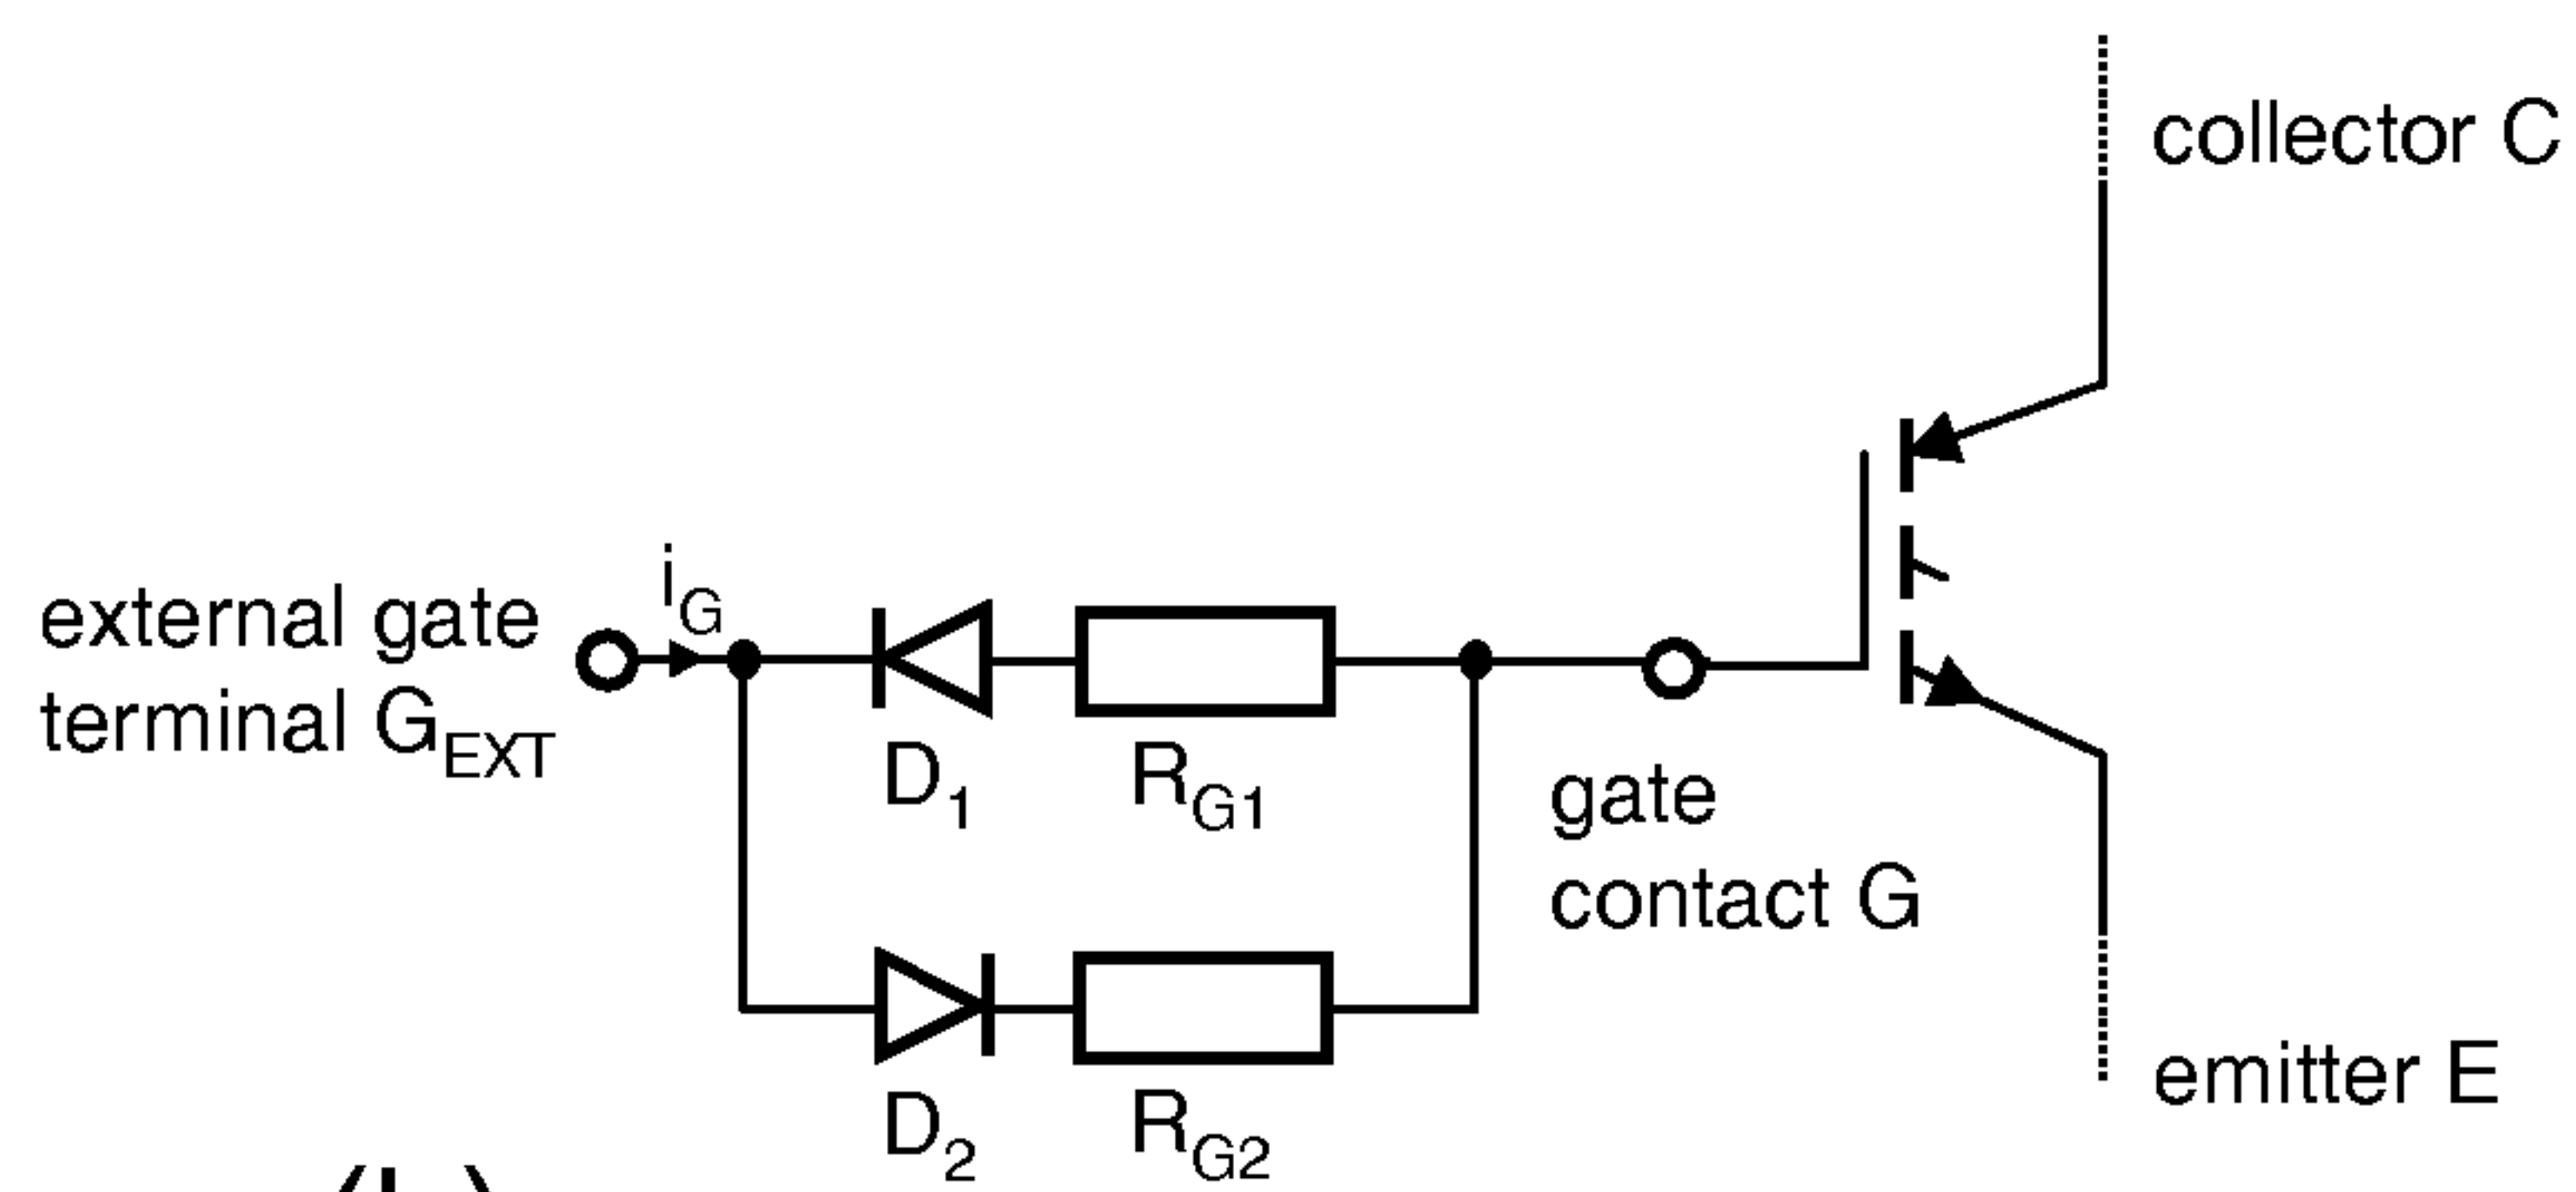 collector C
i_G
external gate
terminal G_EXT
D_1
R_G1
gate
contact G
D_2
R_G2
emitter E